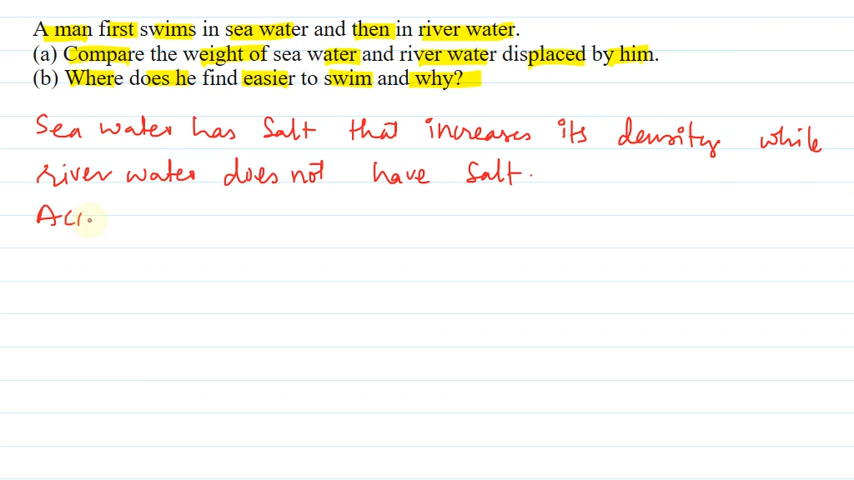 A man first swims in sea water and then in river water.
(a) Compare the weight of sea water and river water displaced by him.
(b) Where does he find easier to swim and why?
Sea water has salt that increases its density while
river water does not have salt.
Acc